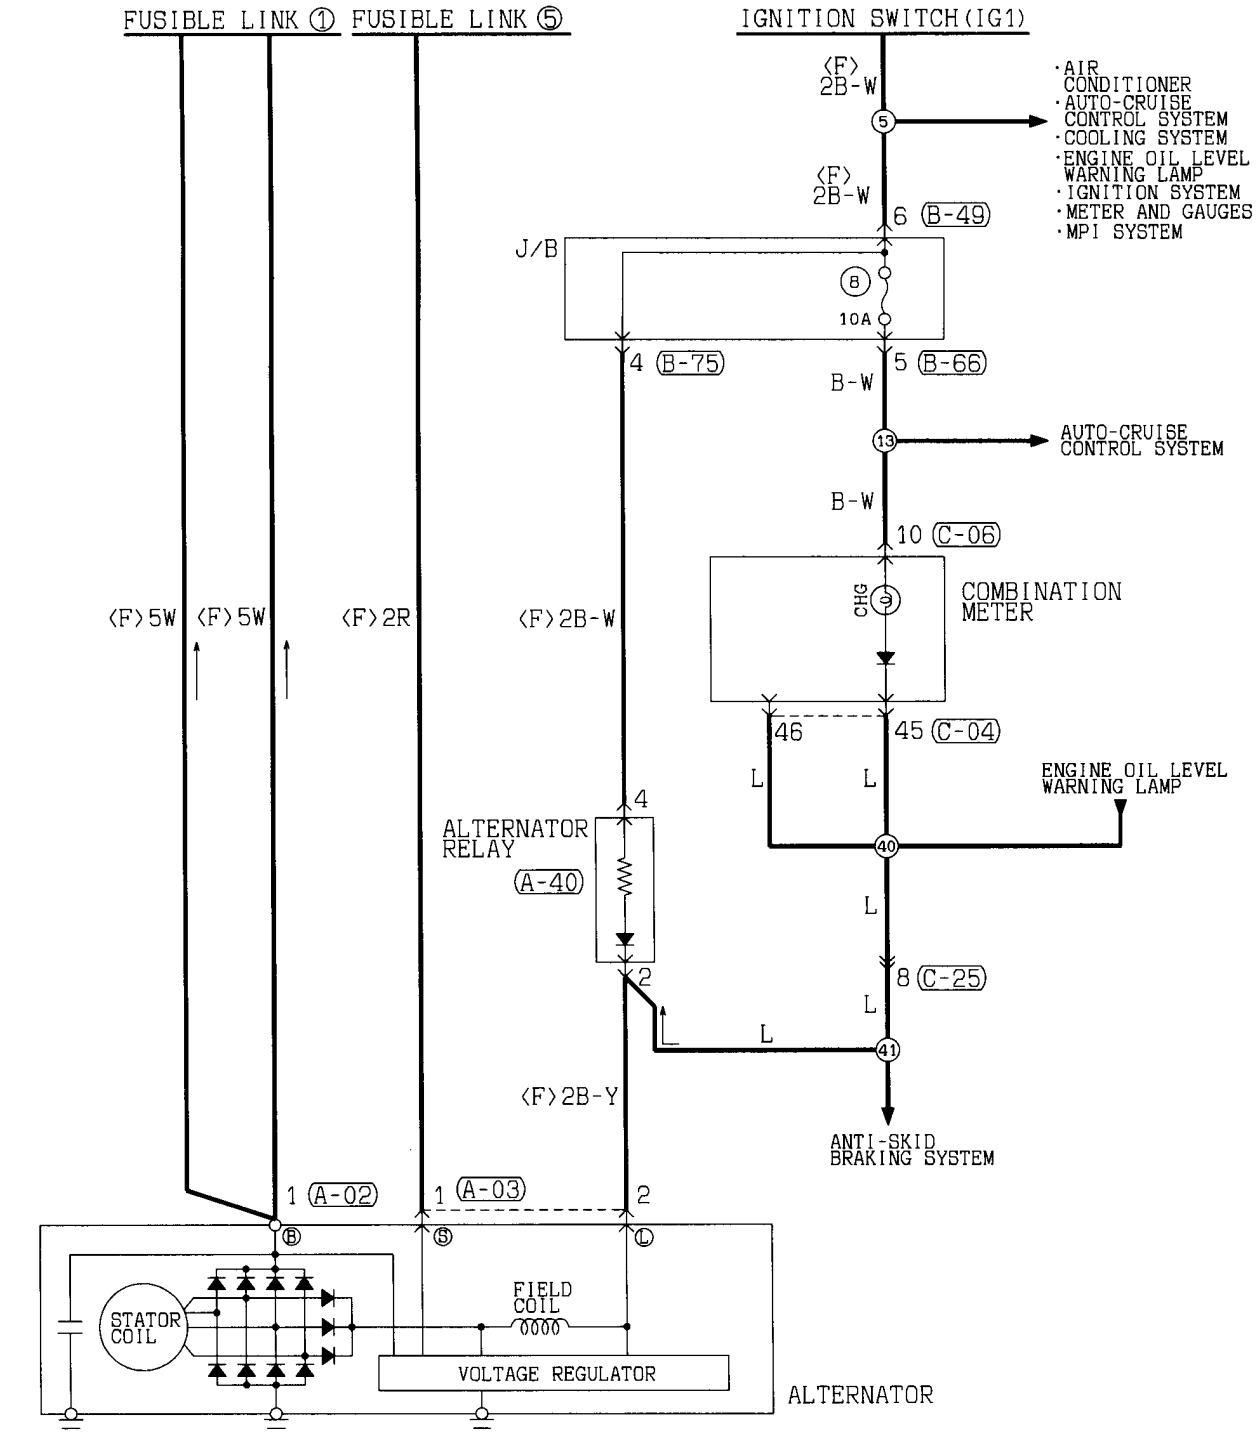 FUSIBLE LINK ①
FUSIBLE LINK ⑤
IGNITION SWITCH(IG1)
〈F〉
2B-W
5
·AIR
CONDITIONER
·AUTO-CRUISE
CONTROL SYSTEM
·COOLING SYSTEM
·ENGINE OIL LEVEL
WARNING LAMP
·IGNITION SYSTEM
·METER AND GAUGES
·MPI SYSTEM
〈F〉
2B-W
6 (B-49)
J/B
8
10A
4 (B-75)
5 (B-66)
B-W
13
AUTO-CRUISE
CONTROL SYSTEM
B-W
10 (C-06)
CHG
COMBINATION
METER
〈F〉5W
〈F〉5W
〈F〉2R
〈F〉2B-W
46
45 (C-04)
L
L
ENGINE OIL LEVEL
WARNING LAMP
4
ALTERNATOR
RELAY
(A-40)
40
L
2
8 (C-25)
L
L
41
〈F〉2B-Y
ANTI-SKID
BRAKING SYSTEM
1 (A-02)
1 (A-03)
2
B
S
L
STATOR
COIL
FIELD
COIL
VOLTAGE REGULATOR
ALTERNATOR